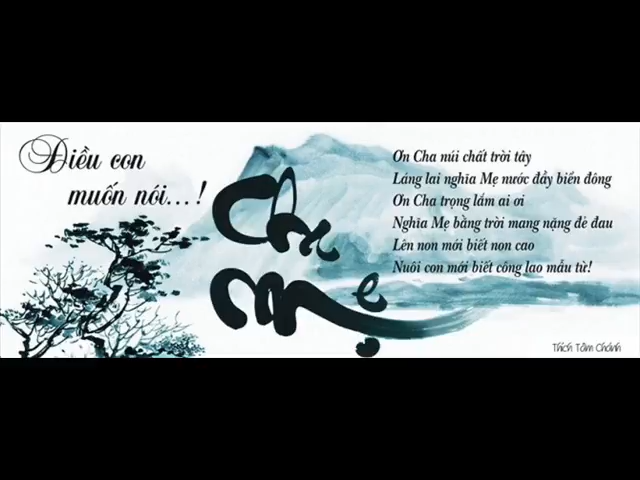 Điều con
muốn nói...!
Cha
Mẹ
Ơn Cha núi chất trời tây
Láng lai nghĩa Mẹ nước đầy biển đông
Ơn Cha trọng lắm ai ơi
Nghĩa Mẹ bằng trời mang nặng đẻ đau
Lên non mới biết non cao
Nuôi con mới biết công lao mẫu từ!
Thích Tâm Chánh